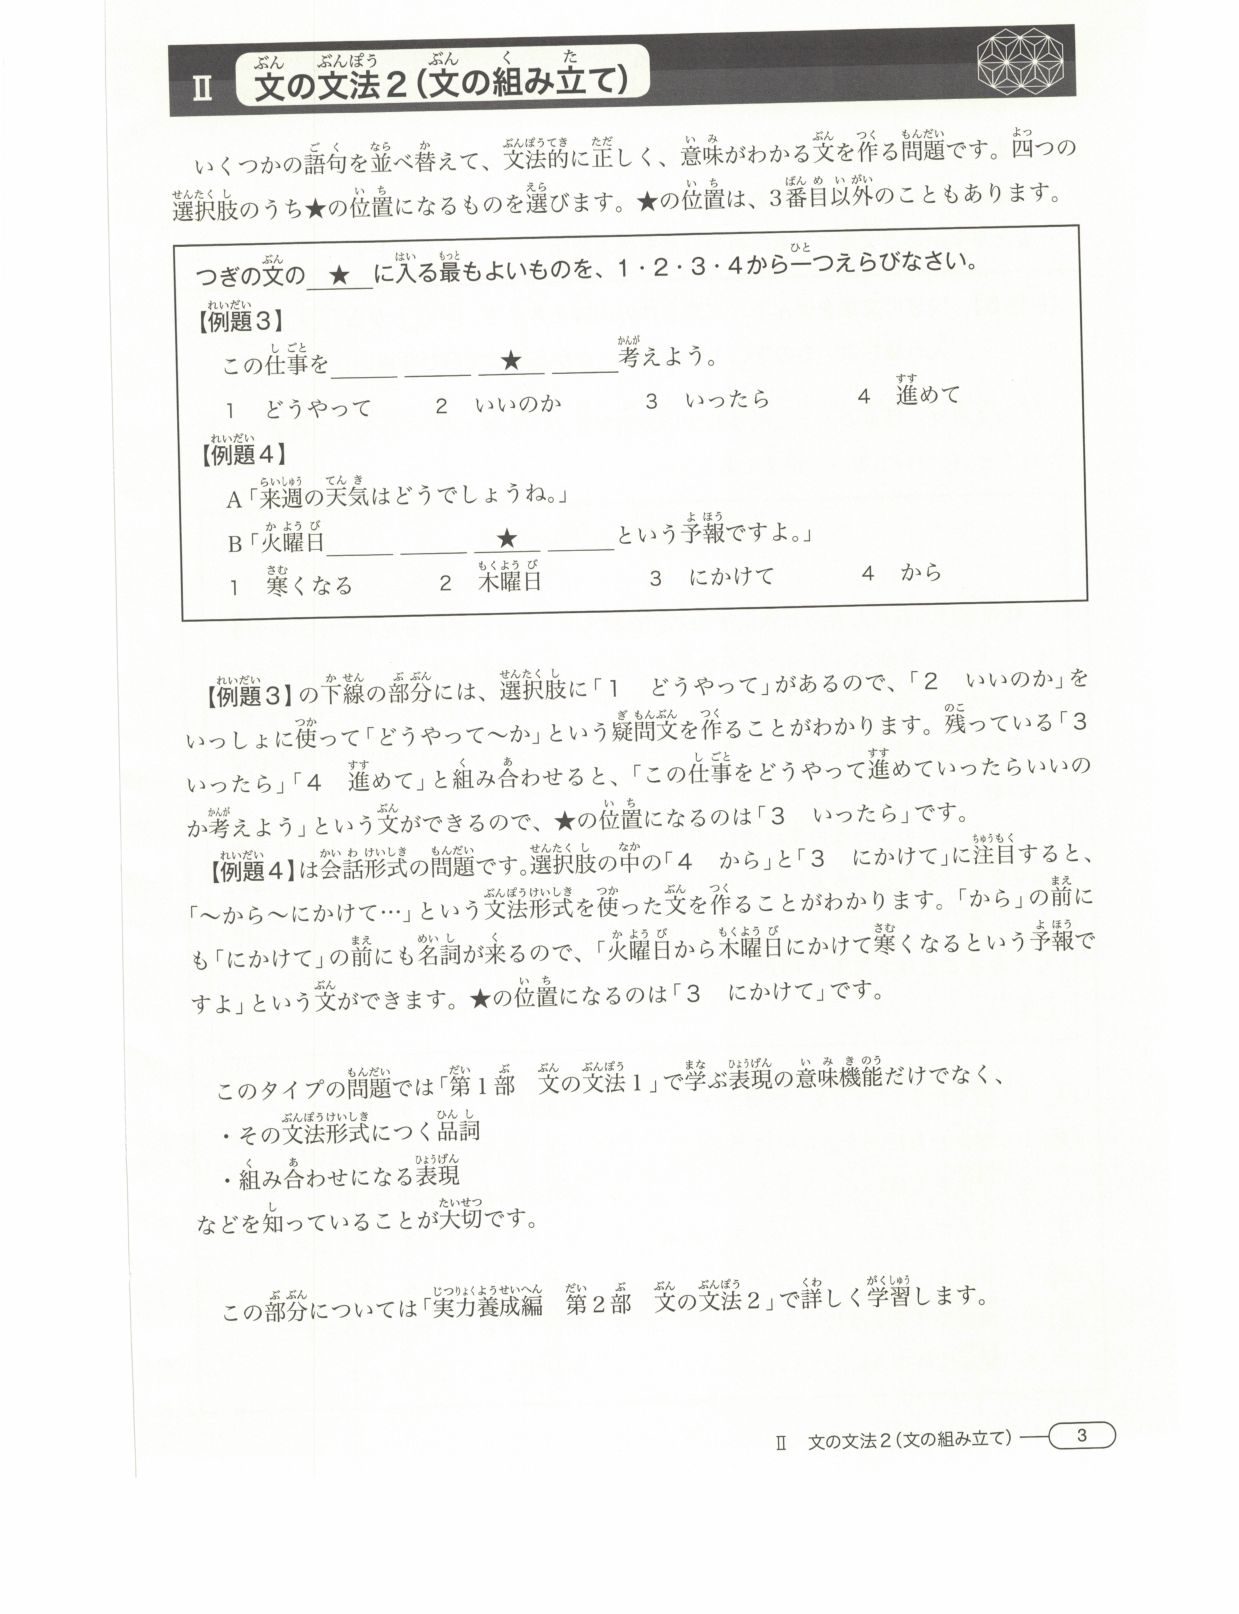 Ⅱ 文の文法２（文の組み立て）
いくつかの語句を並べ替えて、文法的に正しく、意味がわかる文を作る問題です。四つの
選択肢のうち★の位置になるものを選びます。★の位置は、３番目以外のこともあります。
つぎの文の ＿★＿ に入る最もよいものを、１・２・３・４から一つえらびなさい。
【例題３】
この仕事を＿＿＿ ＿＿＿ ＿★＿ ＿＿＿考えよう。
１ どうやって ２ いいのか ３ いったら ４ 進めて
【例題４】
A「来週の天気はどうでしょうね。」
B「火曜日＿＿＿ ＿＿＿ ＿★＿ ＿＿＿という予報ですよ。」
１ 寒くなる ２ 木曜日 ３ にかけて ４ から
【例題３】の下線の部分には、選択肢に「１ どうやって」があるので、「２ いいのか」を
いっしょに使って「どうやって〜か」という疑問文を作ることがわかります。残っている「３
いったら」「４ 進めて」と組み合わせると、「この仕事をどうやって進めていったらいいの
か考えよう」という文ができるので、★の位置になるのは「３ いったら」です。
【例題４】は会話形式の問題です。選択肢の中の「４ から」と「３ にかけて」に注目すると、
「〜から〜にかけて…」という文法形式を使った文を作ることがわかります。「から」の前に
も「にかけて」の前にも名詞が来るので、「火曜日から木曜日にかけて寒くなるという予報で
すよ」という文ができます。★の位置になるのは「３ にかけて」です。
このタイプの問題では「第１部 文の文法１」で学ぶ表現の意味機能だけでなく、
・その文法形式につく品詞
・組み合わせになる表現
などを知っていることが大切です。
この部分については「実力養成編 第２部 文の文法２」で詳しく学習します。
Ⅱ 文の文法２（文の組み立て） 3